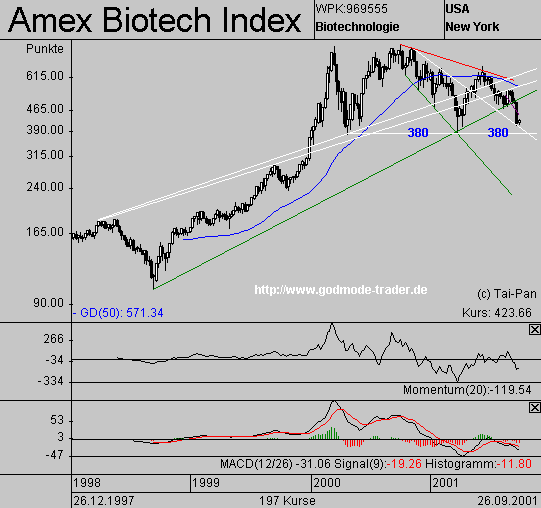 Amex Biotech Index
WPK:969555
Biotechnologie
USA
New York
Punkte
615.00
465.00
390.00
315.00
240.00
165.00
90.00
380
380
http://www.godmode-trader.de
(c) Tai-Pan
- GD(50): 571.34
Kurs: 423.66
266
-34
-334
Momentum(20):-119.54
53
3
-47
MACD(12/26) -31.06 Signal(9):-19.26 Histogramm:-11.80
1998
1999
2000
2001
26.12.1997
197 Kurse
26.09.2001